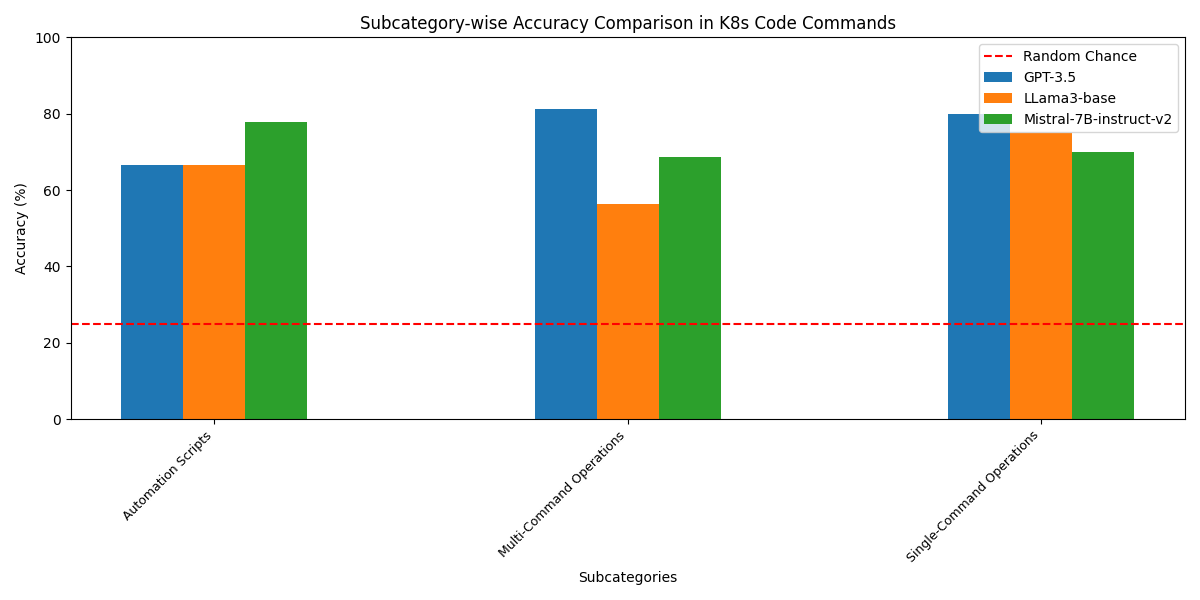 Subcategory-wise Accuracy Comparison in K8s Code Commands
Random Chance
GPT-3.5
LLama3-base
Mistral-7B-instruct-v2
Accuracy (%)
100
80
60
40
20
0
Automation Scripts
Multi-Command Operations
Single-Command Operations
Subcategories